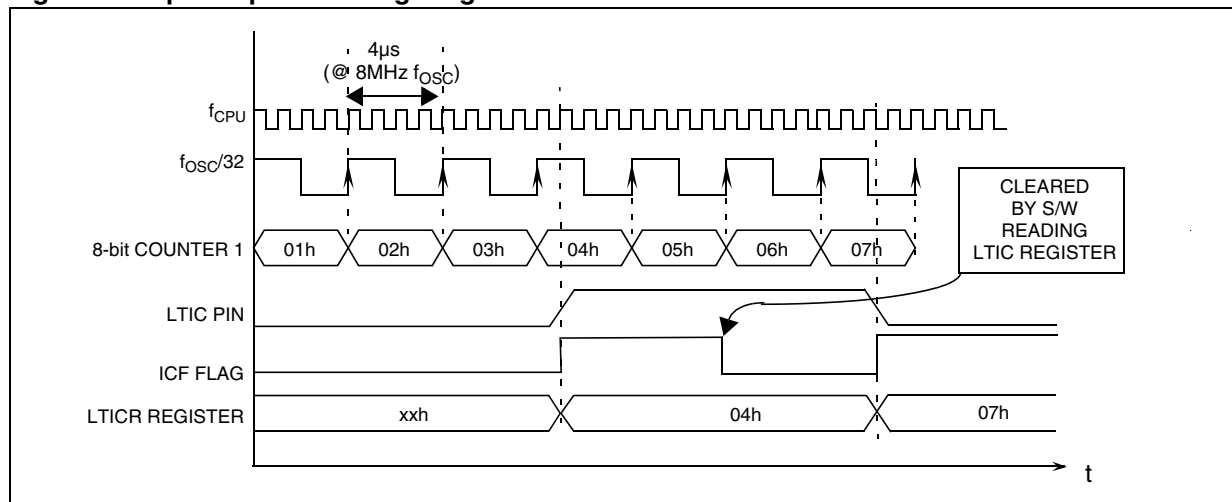 4µs
(@ 8MHz fOSC)
fCPU
fOSC/32
CLEARED
BY S/W
READING
LTIC REGISTER
8-bit COUNTER 1
01h 02h 03h 04h 05h 06h 07h
LTIC PIN
ICF FLAG
LTICR REGISTER
xxh 04h 07h
t